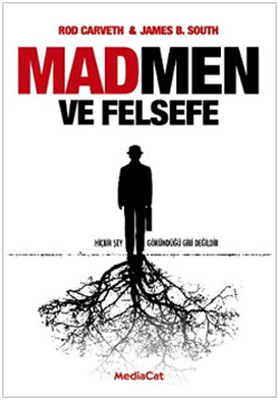 ROD CARVETH & JAMES B. SOUTH
MADMEN
VE FELSEFE
HİÇBİR ŞEY GÖRÜNDÜĞÜ GİBİ DEĞİLDİR
MediaCat